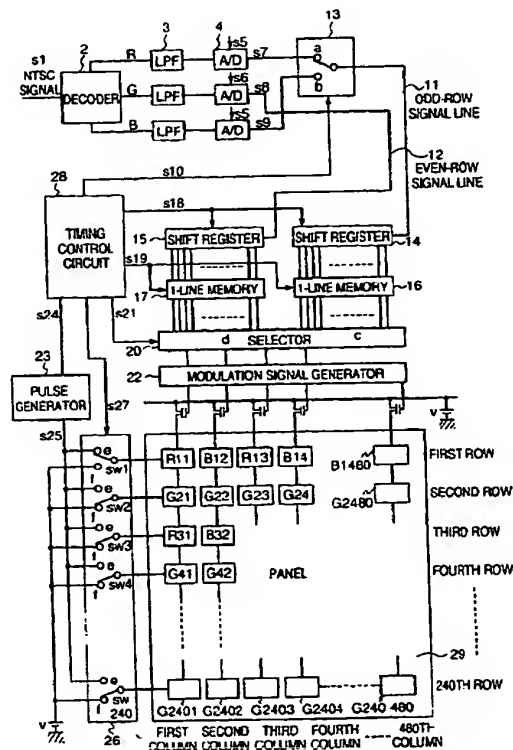 13
3
4
s1
NTSC
SIGNAL
2
R
LPF
s5
A/D
s7
a
b
DECODER
G
LPF
s6
A/D
s8
11
ODD-ROW
SIGNAL LINE
B
LPF
s5
A/D
s9
12
EVEN-ROW
SIGNAL LINE
28
s10
s18
TIMING
CONTROL
CIRCUIT
15
SHIFT REGISTER
SHIFT REGISTER
14
s19
17
1-LINE MEMORY
1-LINE MEMORY
16
s24
s21
20
d SELECTOR c
23
22
MODULATION SIGNAL GENERATOR
PULSE
GENERATOR
s27
s25
V
e
f
sw1
R11
B12
R13
B14
B1480
FIRST ROW
e
f
sw2
G21
G22
G23
G24
G2480
SECOND ROW
e
f
sw3
R31
B32
THIRD ROW
e
f
sw4
G41
G42
PANEL
FOURTH ROW
29
e
f
sw
240
240TH ROW
V
26
G2401
G2402
G2403
G2404
G240 480
FIRST
COLUMN
SECOND
COLUMN
THIRD
COLUMN
FOURTH
COLUMN
480TH
COLUMN